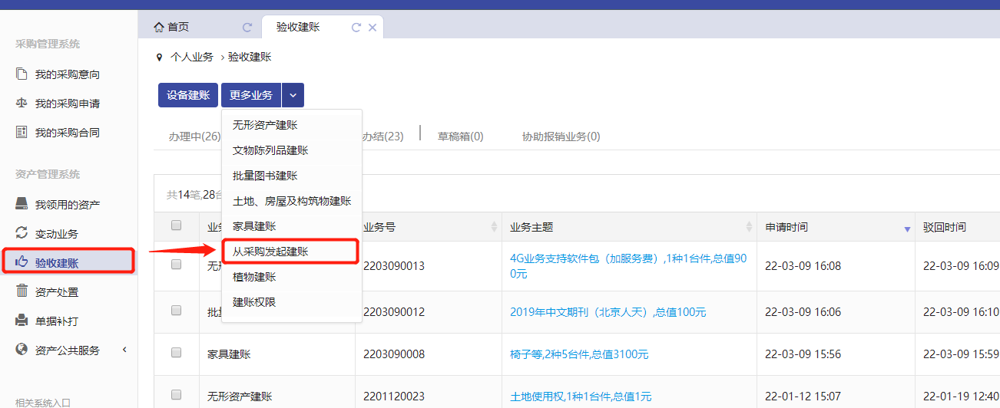 首页
验收建账
采购管理系统
我的采购意向
我的采购申请
我的采购合同
资产管理系统
我领用的资产
变动业务
验收建账
资产处置
单据补打
资产公共服务
相关系统入口
个人业务 › 验收建账
设备建账 更多业务
无形资产建账
文物陈列品建账
批量图书建账
土地、房屋及构筑物建账
家具建账
从采购发起建账
植物建账
建账权限
办理中(26) 办结(23) 草稿箱(0) 协助报销业务(0)
共14笔,28
业务号 业务主题 申请时间 驳回时间
无 2203090013 4G业务支持软件包（加服务费）,1种1台件,总值90 22-03-09 16:08 22-03-09 16:09
0元
批 2203090012 2019年中文期刊（北京人天）,总值100元 22-03-09 16:06 22-03-09 16:10
家具建账 2203090008 椅子等,2种5台件,总值3100元 22-03-09 15:56 22-03-09 15:59
无形资产建账 2201120023 土地使用权,1种1台件,总值1元 22-01-12 15:07 22-01-19 12:40